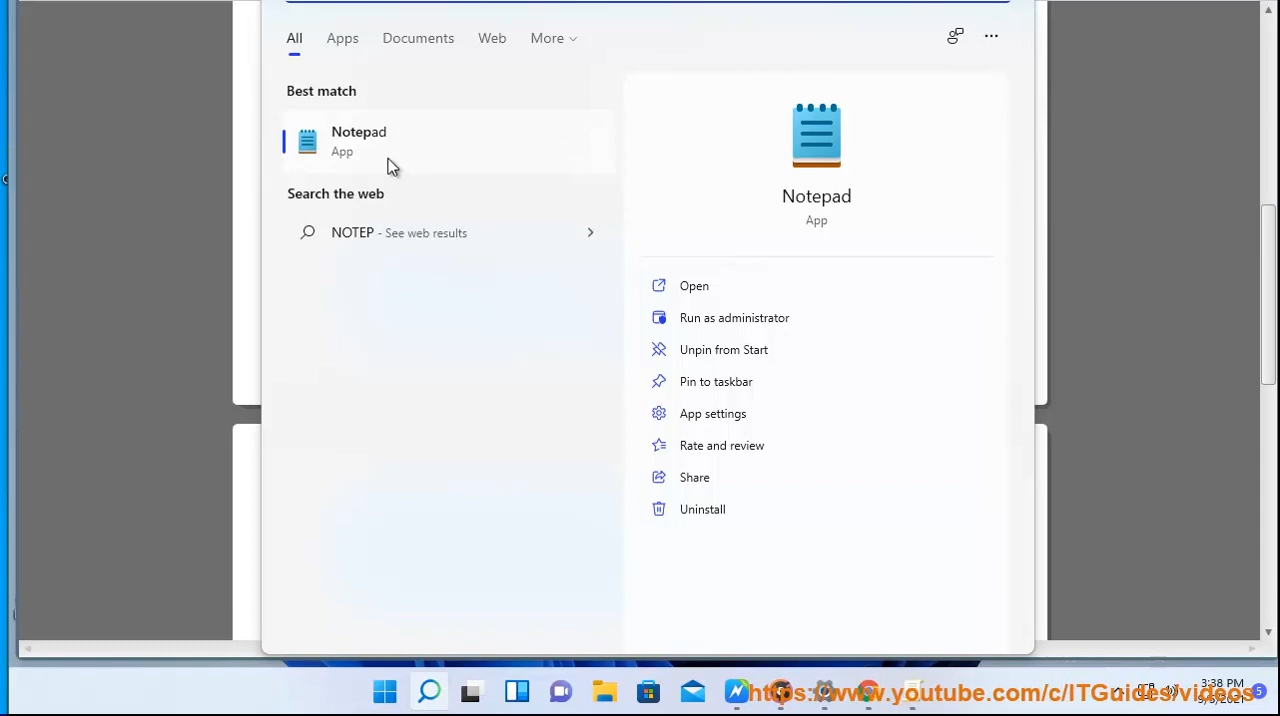 All Apps Documents Web More
Best match
Notepad
App
Search the web
NOTEP - See web results
Notepad
App
Open
Run as administrator
Unpin from Start
Pin to taskbar
App settings
Rate and review
Share
Uninstall
3:38 PM
https://www.youtube.com/c/ITGuides/videos
5